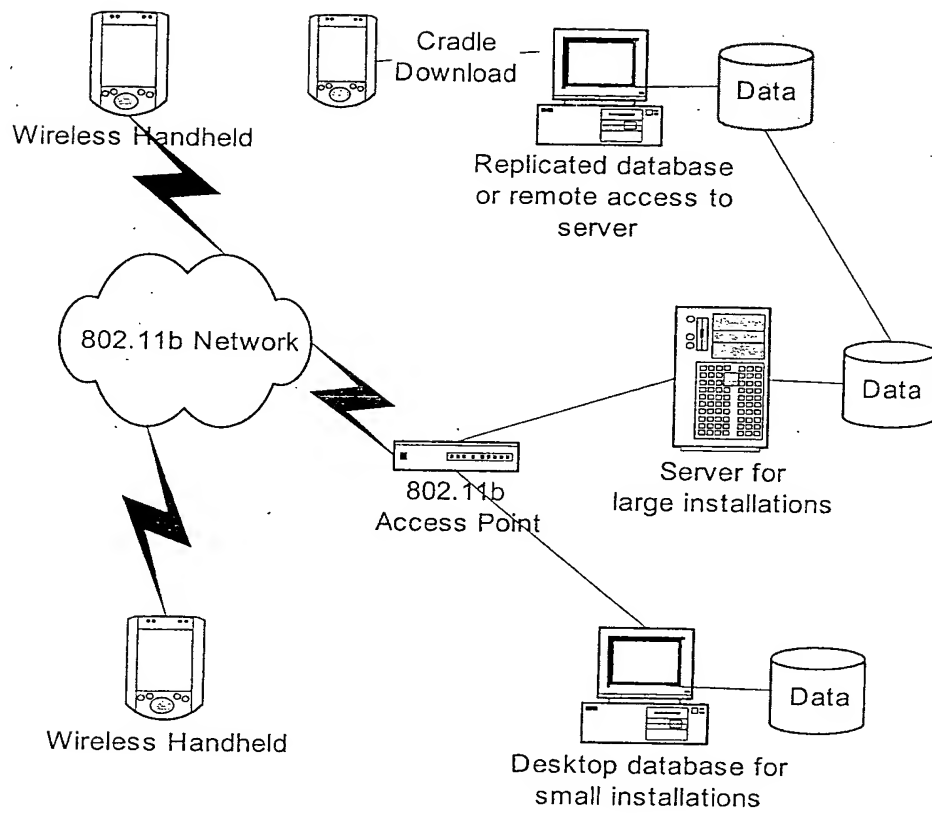 Cradle
Download
Data
Wireless Handheld
Replicated database
or remote access to
server
802.11b Network
Data
Server for
large installations
802.11b
Access Point
Data
Wireless Handheld
Desktop database for
small installations